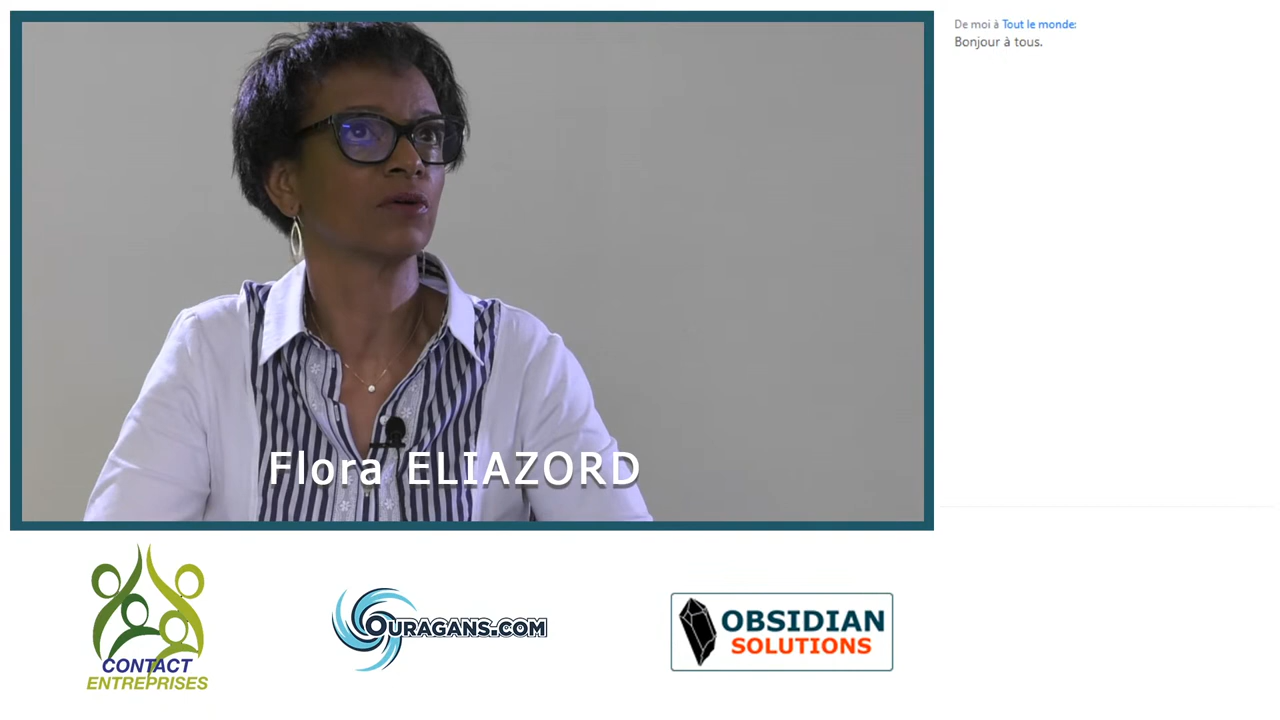 De moi à Tout le monde:
Bonjour à tous.
Flora ELIAZORD
CONTACT
ENTREPRISES
OURAGANS.COM
OBSIDIAN
SOLUTIONS